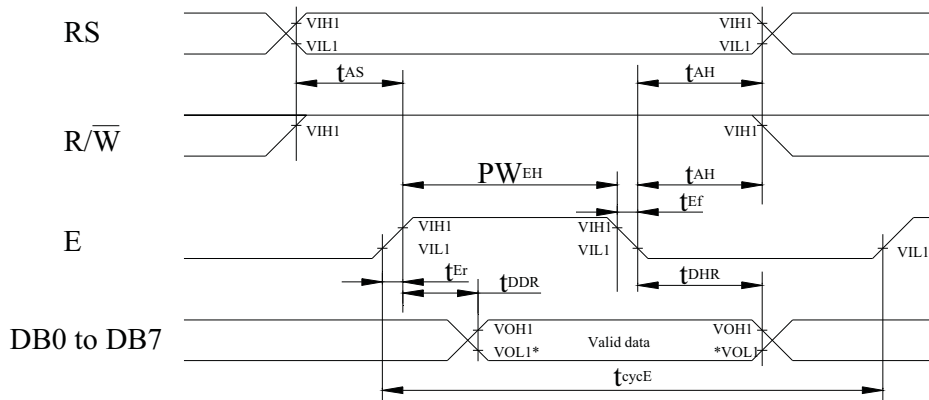 RS VIH1 VIL1 VIH1 VIL1
tAS tAH
R/W̅ VIH1 VIH1
PWEH tAH
tEf
E VIH1 VIL1 VIH1 VIL1 VIL1
tEr tDDR tDHR
DB0 to DB7 VOH1 VOL1* Valid data VOH1 *VOL1
tcycE